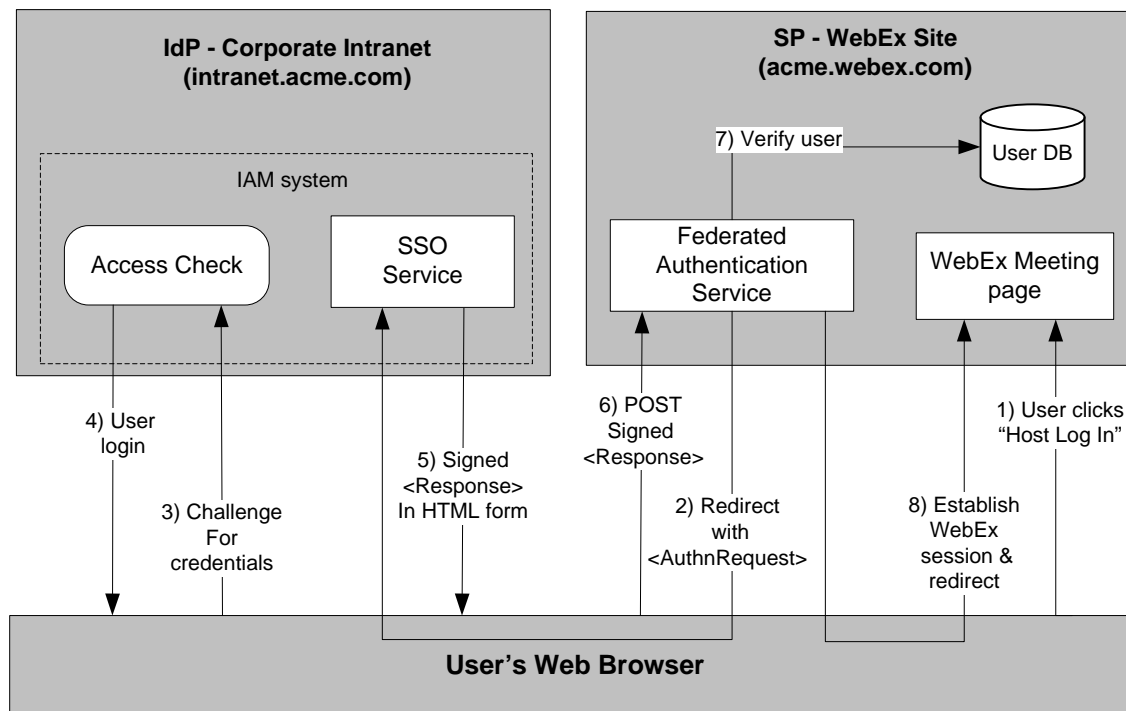 IdP - Corporate Intranet
(intranet.acme.com)
SP - WebEx Site
(acme.webex.com)
7) Verify user
User DB
IAM system
Access Check
SSO
Service
Federated
Authentication
Service
WebEx Meeting
page
4) User
login
3) Challenge
For
credentials
5) Signed
<Response>
In HTML form
6) POST
Signed
<Response>
2) Redirect
with
<AuthnRequest>
1) User clicks
“Host Log In”
8) Establish
WebEx
session &
redirect
User’s Web Browser